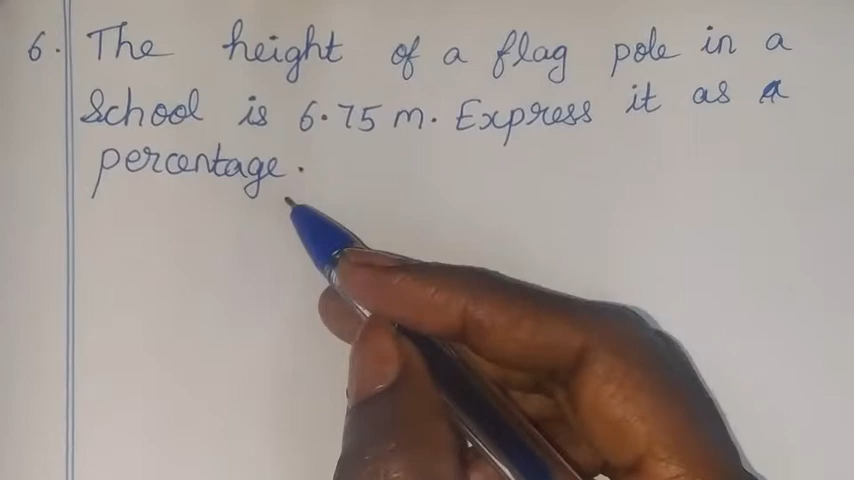 6. The height of a flag pole in a
School is 6.75 m. Express it as a
percentage.